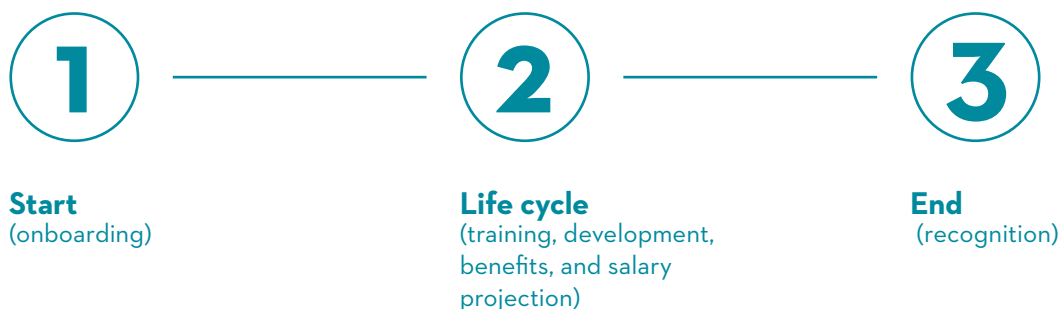 1
2
3
Start
(onboarding)
Life cycle
(training, development,
benefits, and salary
projection)
End
(recognition)